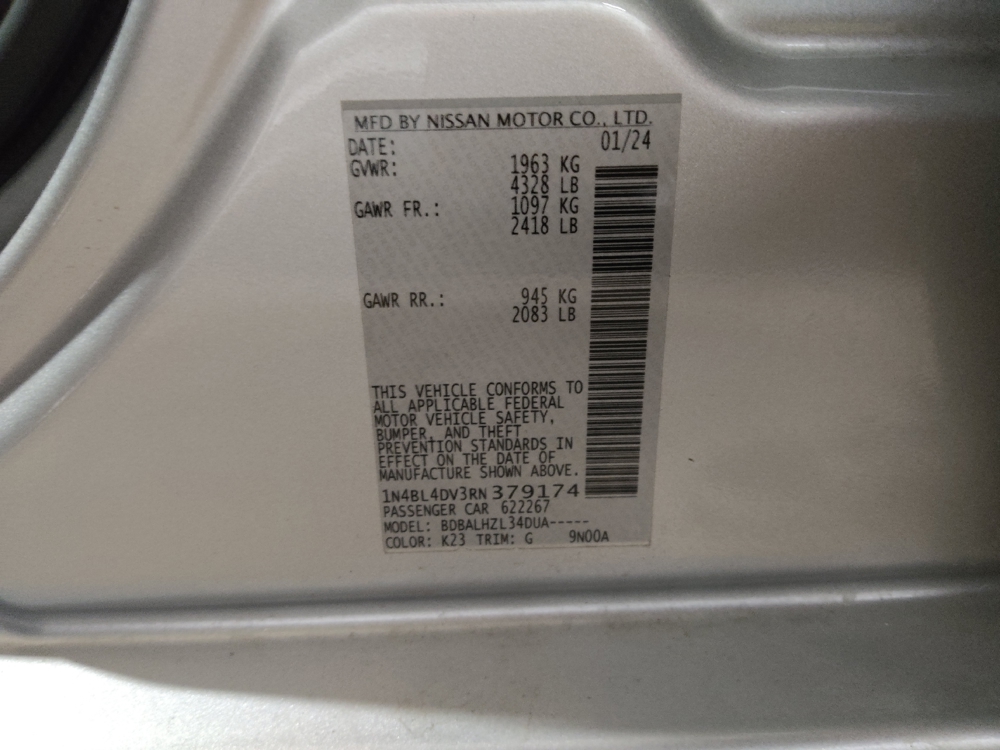 MFD BY NISSAN MOTOR CO., LTD.
DATE: 01/24
GVWR: 1963 KG
4328 LB
GAWR FR.: 1097 KG
2418 LB
GAWR RR.: 945 KG
2083 LB
THIS VEHICLE CONFORMS TO
ALL APPLICABLE FEDERAL
MOTOR VEHICLE SAFETY,
BUMPER, AND THEFT
PREVENTION STANDARDS IN
EFFECT ON THE DATE OF
MANUFACTURE SHOWN ABOVE.
1N4BL4DV3RN379174
PASSENGER CAR 622267
MODEL: BDBALHZL34DUA-----
COLOR: K23 TRIM: G 9N00A